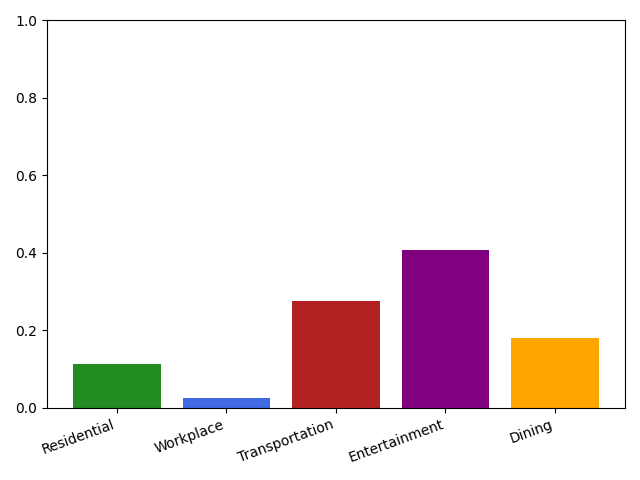 1.0
0.8
0.6
0.4
0.2
0.0
Residential
Workplace
Transportation
Entertainment
Dining